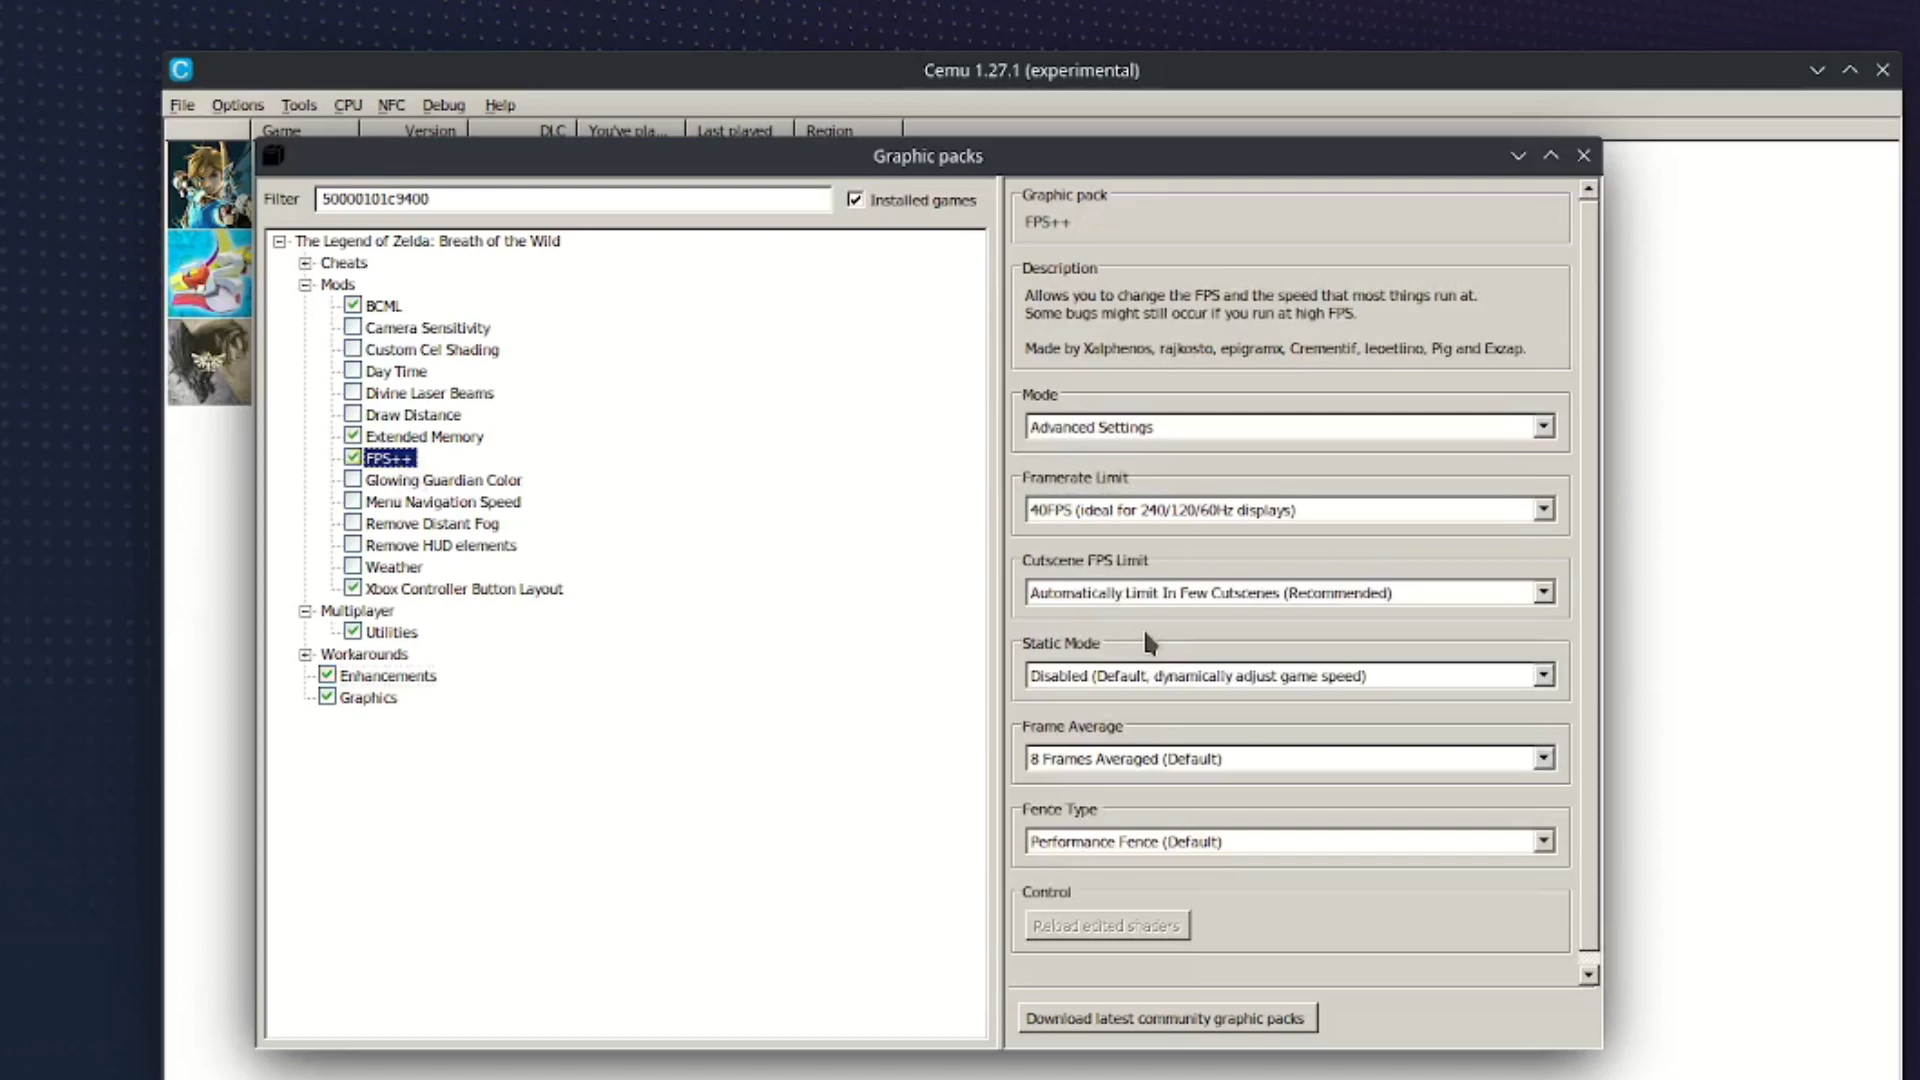 C
Cemu 1.27.1 (experimental)
File Options Tools CPU NFC Debug Help
Game Version DLC You've pla... Last played Region
Graphic packs
Filter 50000101c9400 Installed games
The Legend of Zelda: Breath of the Wild
Cheats
Mods
BCML
Camera Sensitivity
Custom Cel Shading
Day Time
Divine Laser Beams
Draw Distance
Extended Memory
FPS++
Glowing Guardian Color
Menu Navigation Speed
Remove Distant Fog
Remove HUD elements
Weather
Xbox Controller Button Layout
Multiplayer
Utilities
Workarounds
Enhancements
Graphics
Graphic pack
FPS++
Description
Allows you to change the FPS and the speed that most things run at.
Some bugs might still occur if you run at high FPS.
Made by Xalphenos, rajkosto, epigramx, Crementif, leoetlino, Pig and Exzap.
Mode
Advanced Settings
Framerate Limit
40FPS (ideal for 240/120/60Hz displays)
Cutscene FPS Limit
Automatically Limit In Few Cutscenes (Recommended)
Static Mode
Disabled (Default, dynamically adjust game speed)
Frame Average
8 Frames Averaged (Default)
Fence Type
Performance Fence (Default)
Control
Reload edited shaders
Download latest community graphic packs